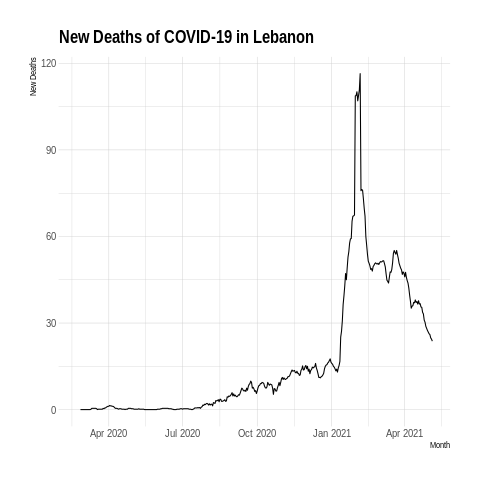 New Deaths of COVID-19 in Lebanon
New Deaths
120
90
60
30
0
Apr 2020 Jul 2020 Oct 2020 Jan 2021 Apr 2021
Month